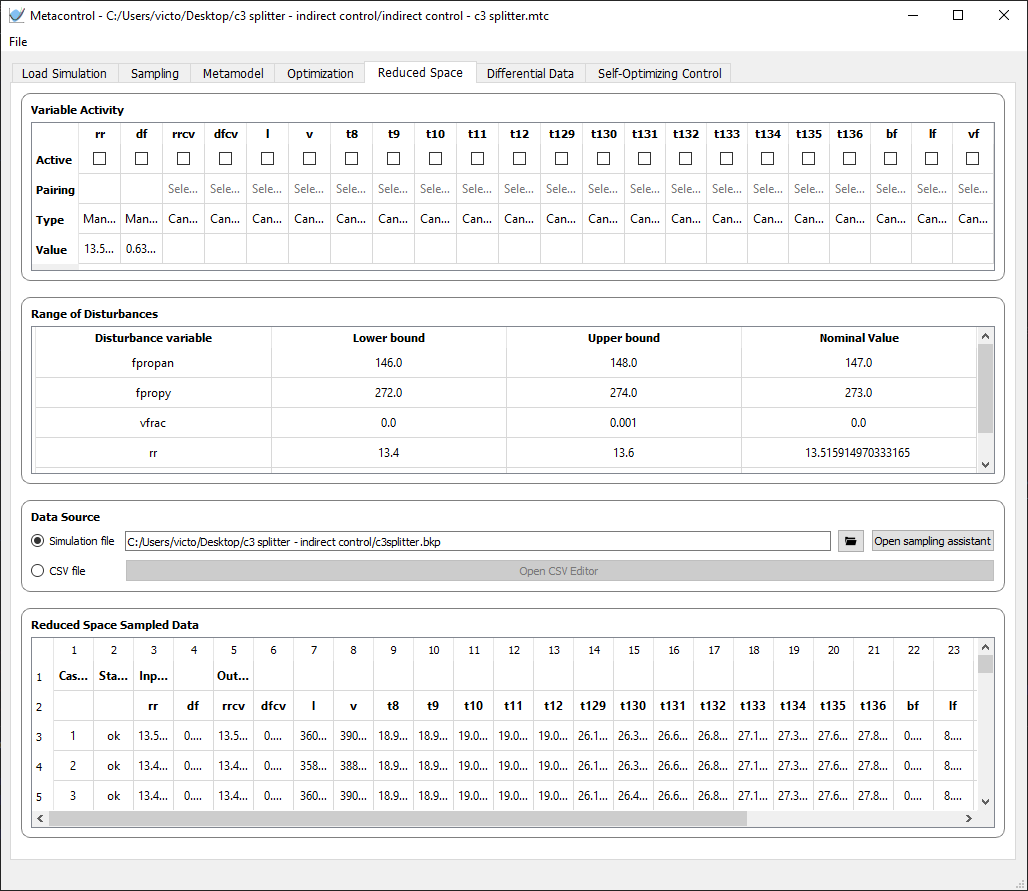 Metacontrol - C:/Users/victo/Desktop/c3 splitter - indirect control/indirect control - c3 splitter.mtc
File
Load Simulation Sampling Metamodel Optimization Reduced Space Differential Data Self-Optimizing Control
Variable Activity
rr df rrcv dfcv l v t8 t9 t10 t11 t12 t129 t130 t131 t132 t133 t134 t135 t136 bf lf vf
Active
Pairing Sele... Sele... Sele... Sele... Sele... Sele... Sele... Sele... Sele... Sele... Sele... Sele... Sele... Sele... Sele... Sele... Sele... Sele... Sele... Sele...
Type Man... Man... Can... Can... Can... Can... Can... Can... Can... Can... Can... Can... Can... Can... Can... Can... Can... Can... Can... Can... Can... Can...
Value 13.5... 0.63...
Range of Disturbances
Disturbance variable Lower bound Upper bound Nominal Value
fpropan 146.0 148.0 147.0
fpropy 272.0 274.0 273.0
vfrac 0.0 0.001 0.0
rr 13.4 13.6 13.515914970333165
Data Source
Simulation file C:/Users/victo/Desktop/c3 splitter - indirect control/c3splitter.bkp Open sampling assistant
CSV file Open CSV Editor
Reduced Space Sampled Data
1 2 3 4 5 6 7 8 9 10 11 12 13 14 15 16 17 18 19 20 21 22 23
1 Cas... Sta... Inp... Out...
2 rr df rrcv dfcv l v t8 t9 t10 t11 t12 t129 t130 t131 t132 t133 t134 t135 t136 bf lf
3 1 ok 13.5... 0.... 13.5... 0.... 360... 390... 18.9... 18.9... 19.0... 19.0... 19.0... 26.1... 26.3... 26.6... 26.8... 27.1... 27.3... 27.6... 27.8... 0.... 8....
4 2 ok 13.4... 0.... 13.4... 0.... 358... 388... 18.9... 18.9... 19.0... 19.0... 19.0... 26.1... 26.3... 26.6... 26.8... 27.1... 27.3... 27.6... 27.8... 0.... 8....
5 3 ok 13.4... 0.... 13.4... 0.... 360... 390... 18.9... 18.9... 19.0... 19.0... 19.0... 26.1... 26.4... 26.6... 26.8... 27.1... 27.3... 27.6... 27.8... 0.... 8....